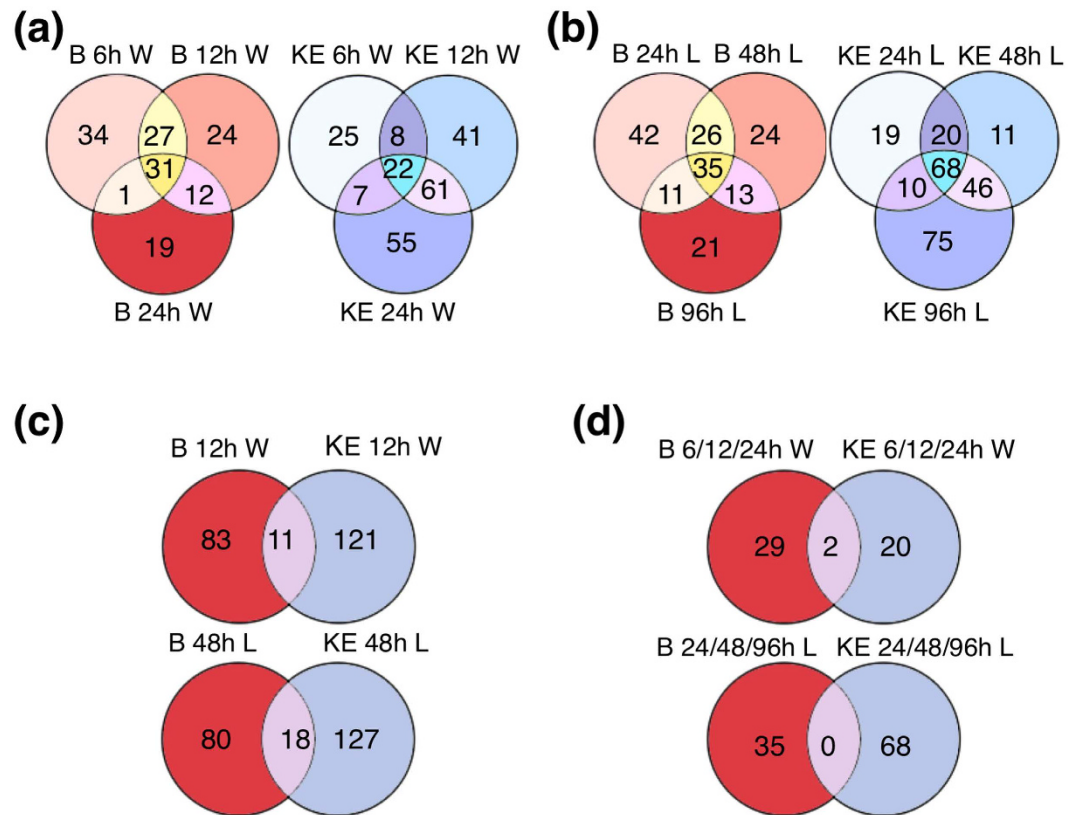 (a)
(b)
B 6h W B 12h W KE 6h W KE 12h W
B 24h L B 48h L KE 24h L KE 48h L
34 27 24 25 8 41
31 22
1 12 7 61
19 55
B 24h W KE 24h W
42 26 24 19 20 11
35 68
11 13 10 46
21 75
B 96h L KE 96h L
(c)
B 12h W KE 12h W
83 11 121
B 48h L KE 48h L
80 18 127
(d)
B 6/12/24h W KE 6/12/24h W
29 2 20
B 24/48/96h L KE 24/48/96h L
35 0 68